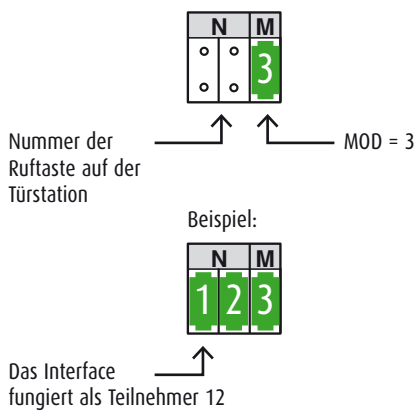 N M
3
Nummer der
Ruftaste auf der
Türstation
MOD = 3
Beispiel:
N M
1 2 3
Das Interface
fungiert als Teilnehmer 12